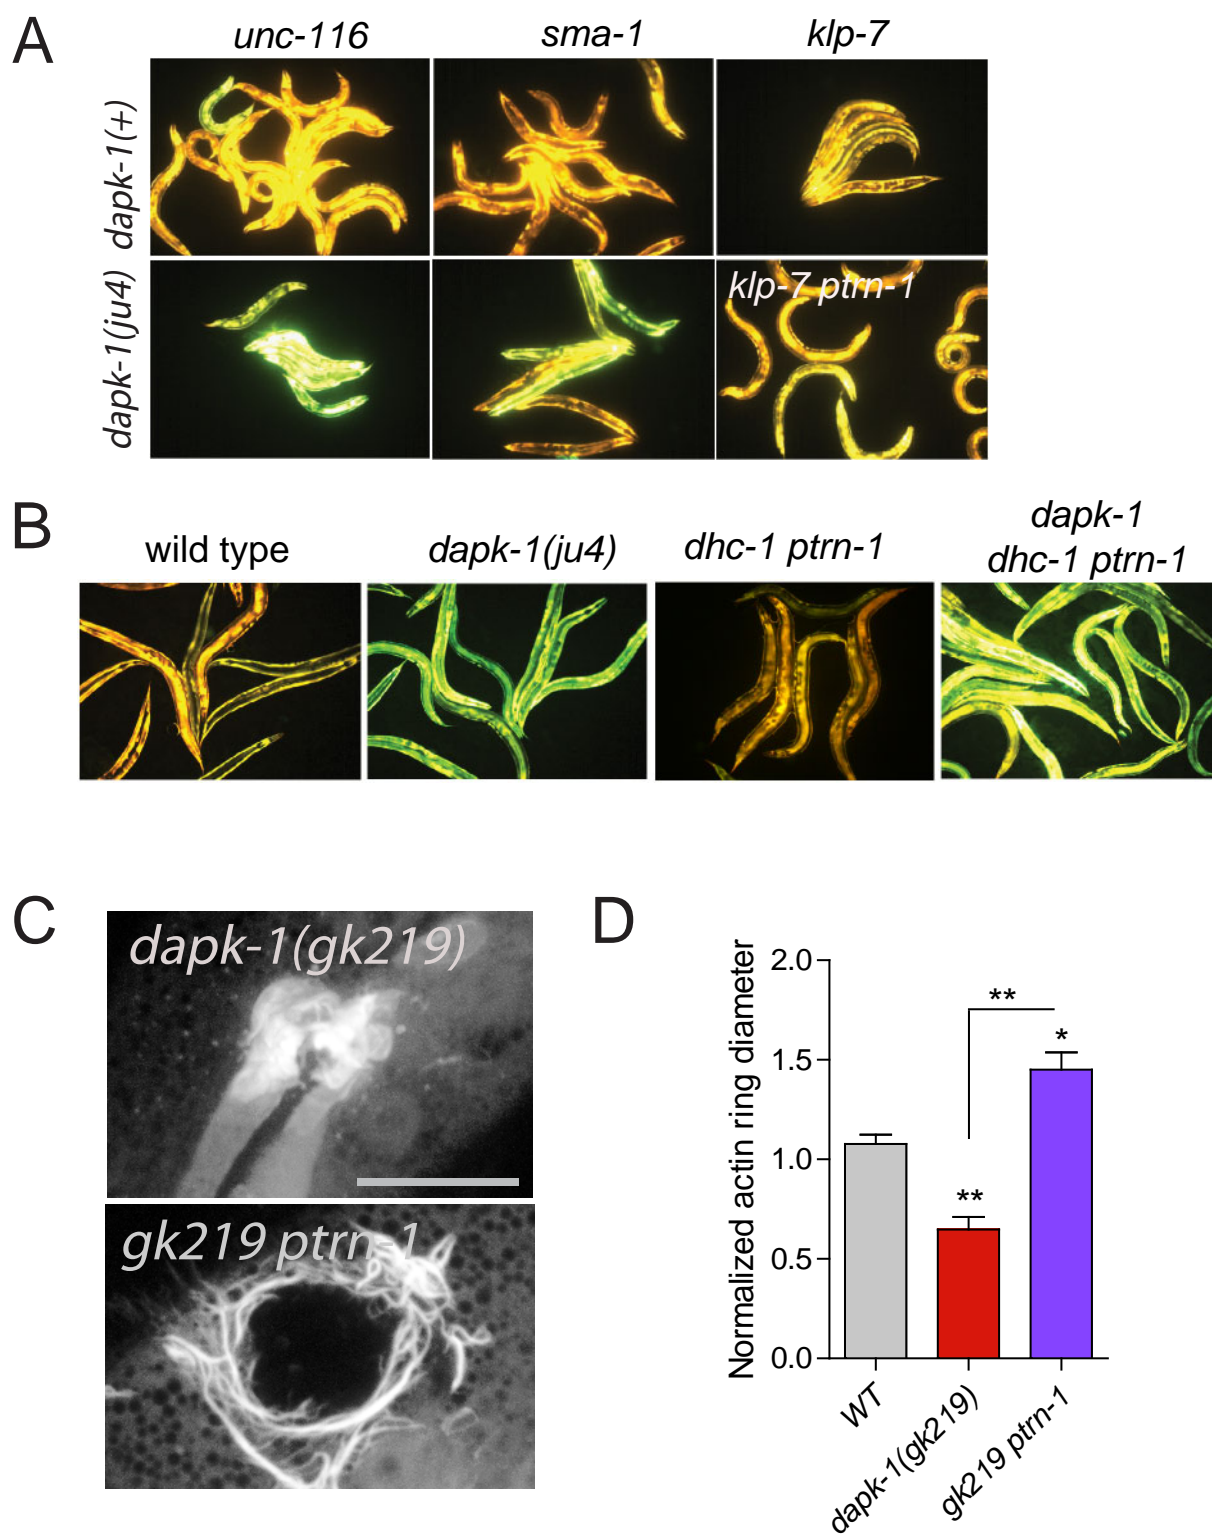 A
unc-116
sma-1
klp-7
dapk-1(+)
dapk-1(ju4)
klp-7 ptrn-1
B
wild type
dapk-1(ju4)
dhc-1 ptrn-1
dapk-1
dhc-1 ptrn-1
C
dapk-1(gk219)
gk219 ptrn-1
D
Normalized actin ring diameter
2.0
1.5
1.0
0.5
0.0
**
*
**
WT
dapk-1(gk219)
gk219 ptrn-1